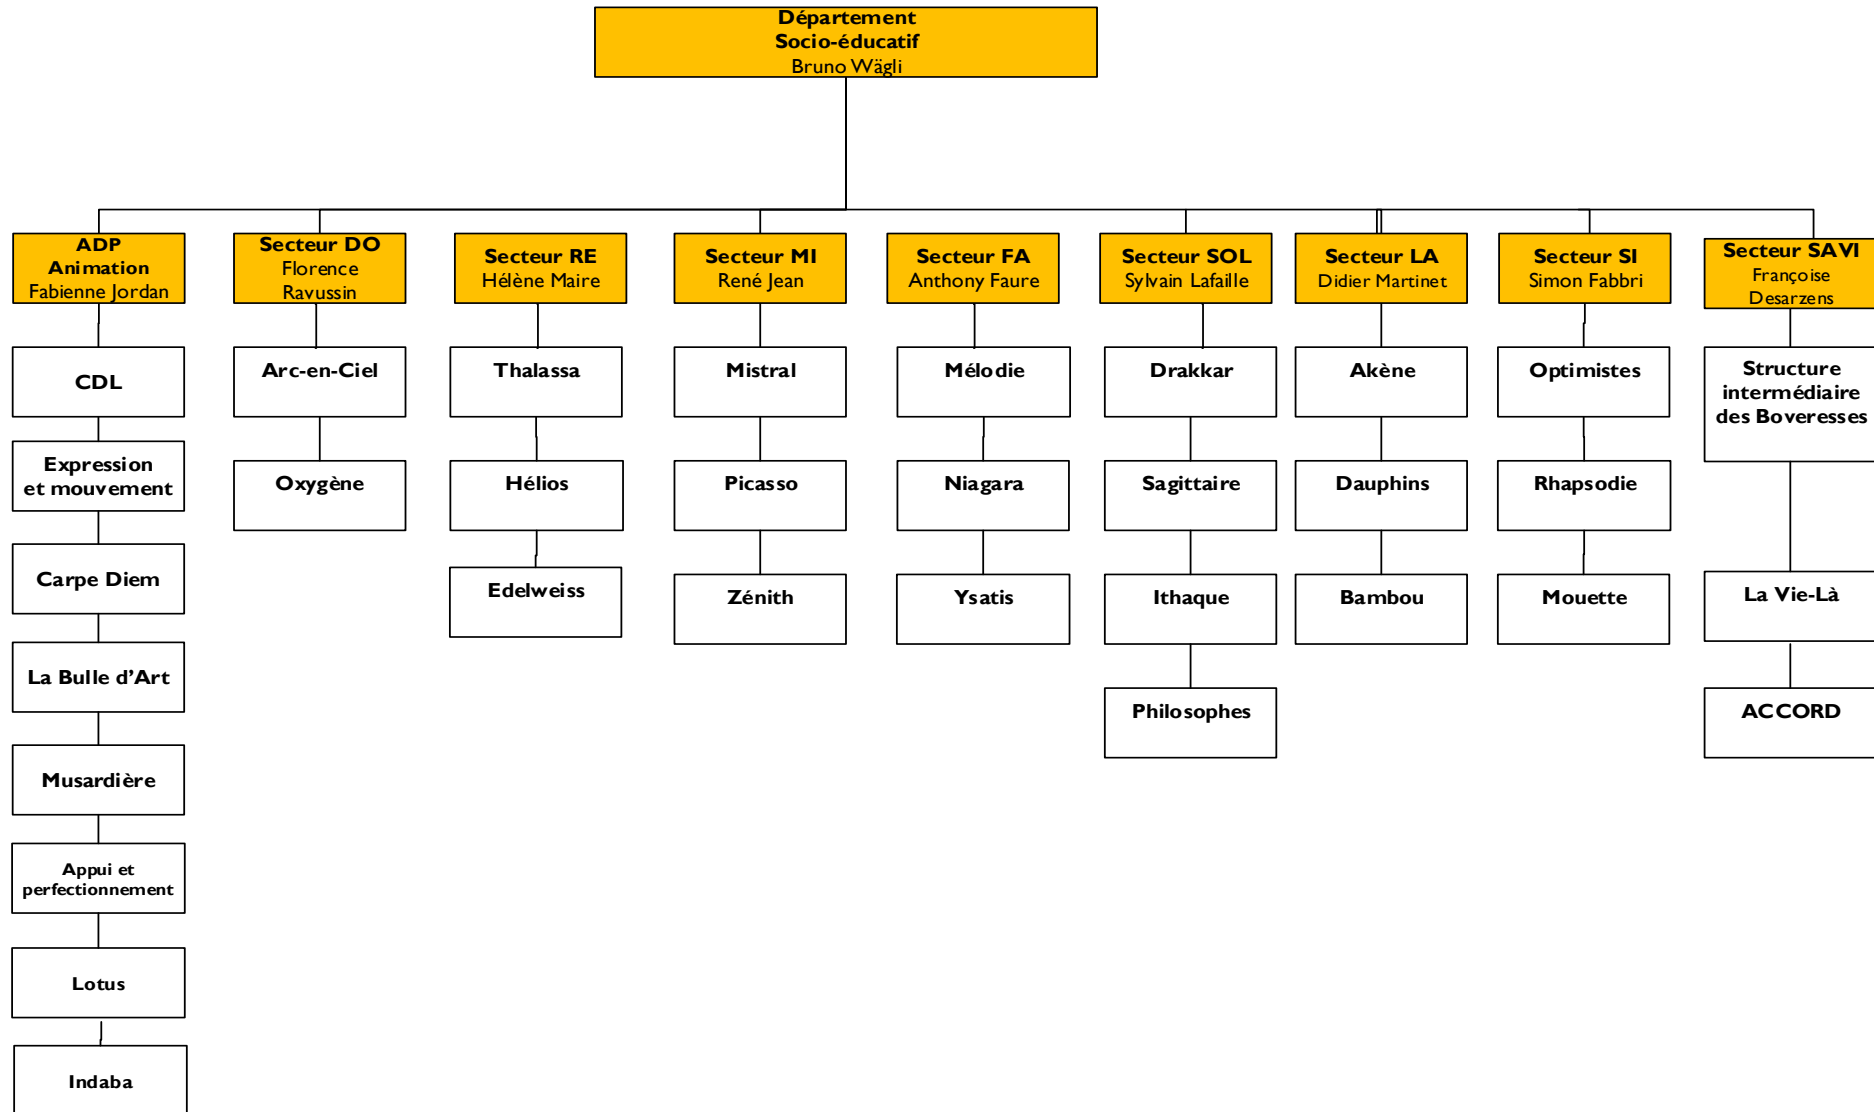 Département
Socio-éducatif
Bruno Wägli
ADP
Animation
Fabienne Jordan
Secteur DO
Florence
Ravussin
Secteur RE
Hélène Maire
Secteur MI
René Jean
Secteur FA
Anthony Faure
Secteur SOL
Sylvain Lafaille
Secteur LA
Didier Martinet
Secteur SI
Simon Fabbri
Secteur SAVI
Françoise
Desarzens
CDL
Arc-en-Ciel
Thalassa
Mistral
Mélodie
Drakkar
Akène
Optimistes
Structure
intermédiaire
des Boveresses
Expression
et mouvement
Oxygène
Hélios
Picasso
Niagara
Sagittaire
Dauphins
Rhapsodie
Carpe Diem
Edelweiss
Zénith
Ysatis
Ithaque
Bambou
Mouette
La Vie-Là
La Bulle d'Art
Philosophes
ACCORD
Musardière
Appui et
perfectionnement
Lotus
Indaba